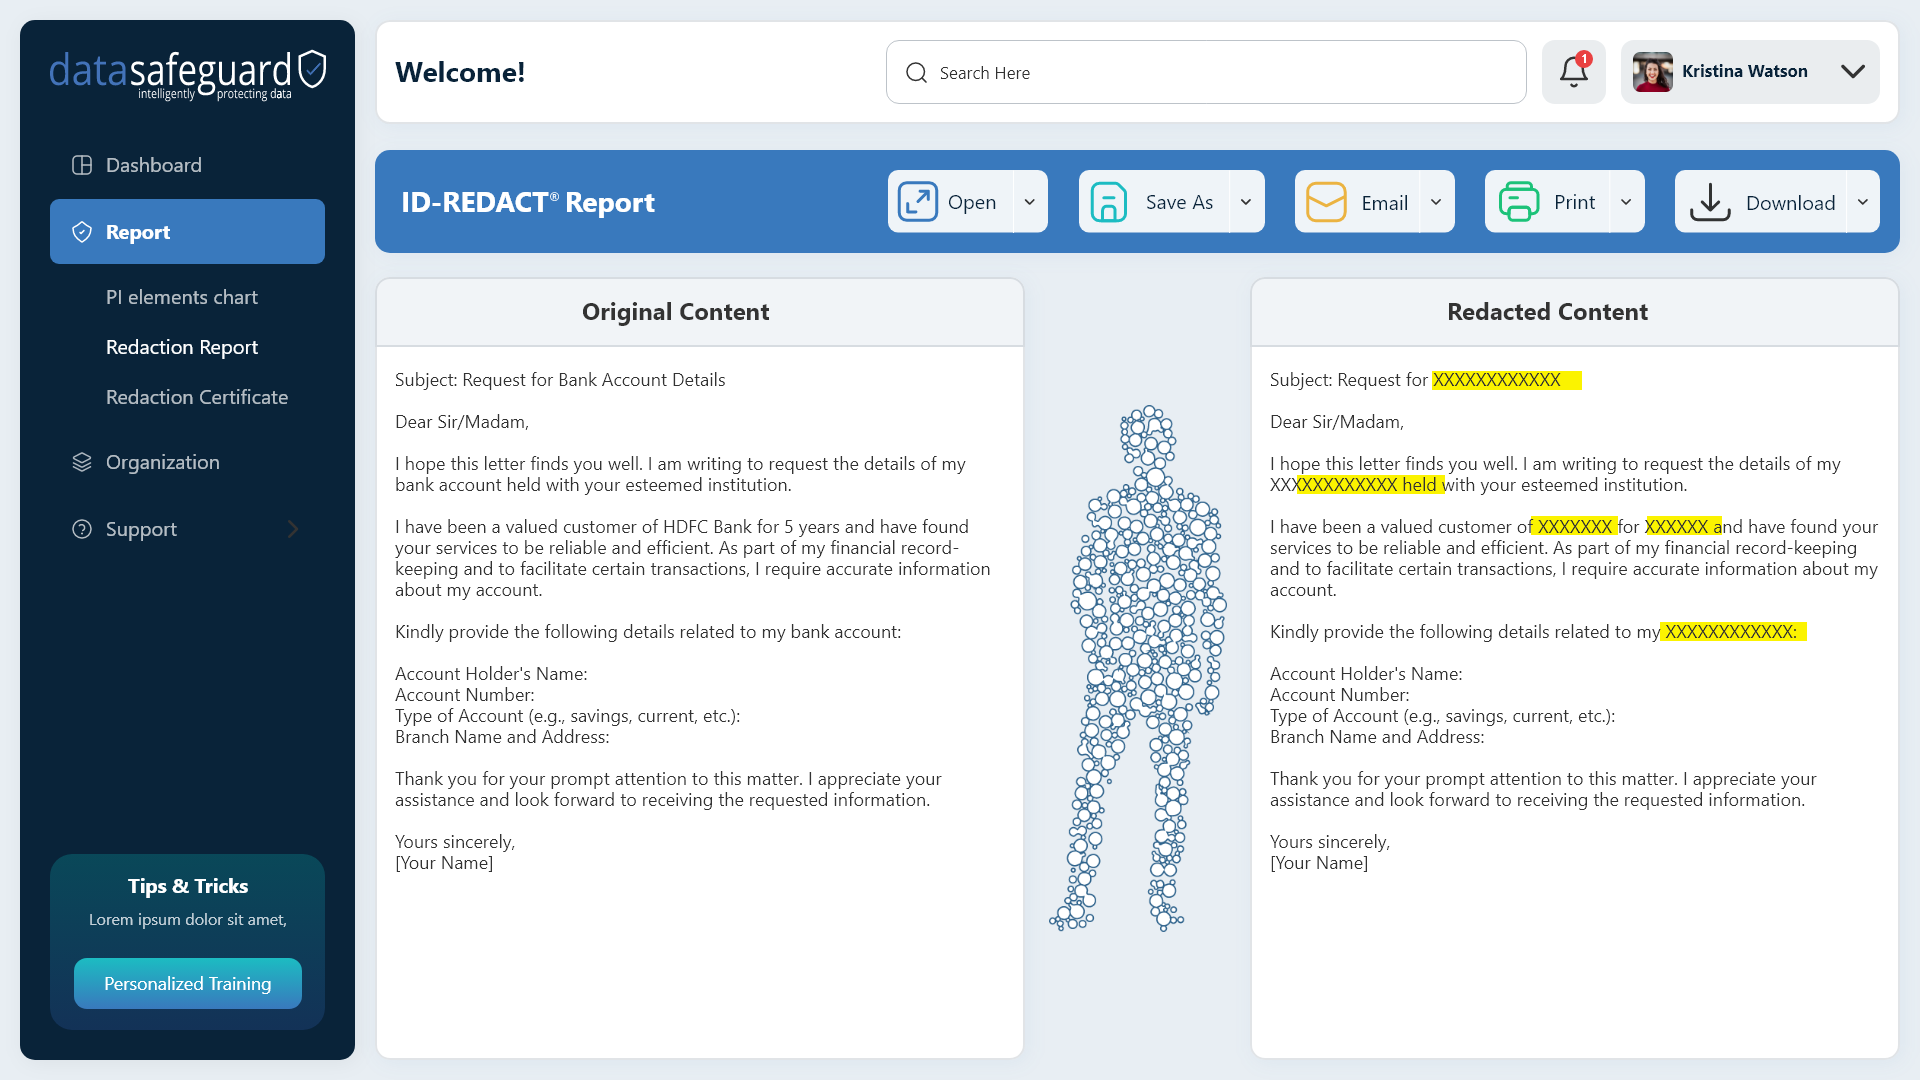 datasafeguard
intelligently protecting data
Dashboard
Report
PI elements chart
Redaction Report
Redaction Certificate
Organization
Support
Tips & Tricks
Lorem ipsum dolor sit amet,
Personalized Training
Welcome!
Search Here
1
Kristina Watson
ID-REDACT® Report
Open
Save As
Email
Print
Download
Original Content
Subject: Request for Bank Account Details
Dear Sir/Madam,
I hope this letter finds you well. I am writing to request the details of my
bank account held with your esteemed institution.
I have been a valued customer of HDFC Bank for 5 years and have found
your services to be reliable and efficient. As part of my financial record-
keeping and to facilitate certain transactions, I require accurate information
about my account.
Kindly provide the following details related to my bank account:
Account Holder's Name:
Account Number:
Type of Account (e.g., savings, current, etc.):
Branch Name and Address:
Thank you for your prompt attention to this matter. I appreciate your
assistance and look forward to receiving the requested information.
Yours sincerely,
[Your Name]
Redacted Content
Subject: Request for XXXXXXXXXXXX
Dear Sir/Madam,
I hope this letter finds you well. I am writing to request the details of my
XXXXXXXXXXXX held with your esteemed institution.
I have been a valued customer of XXXXXXX for XXXXXX and have found your
services to be reliable and efficient. As part of my financial record-keeping
and to facilitate certain transactions, I require accurate information about my
account.
Kindly provide the following details related to my XXXXXXXXXXXX:
Account Holder's Name:
Account Number:
Type of Account (e.g., savings, current, etc.):
Branch Name and Address:
Thank you for your prompt attention to this matter. I appreciate your
assistance and look forward to receiving the requested information.
Yours sincerely,
[Your Name]